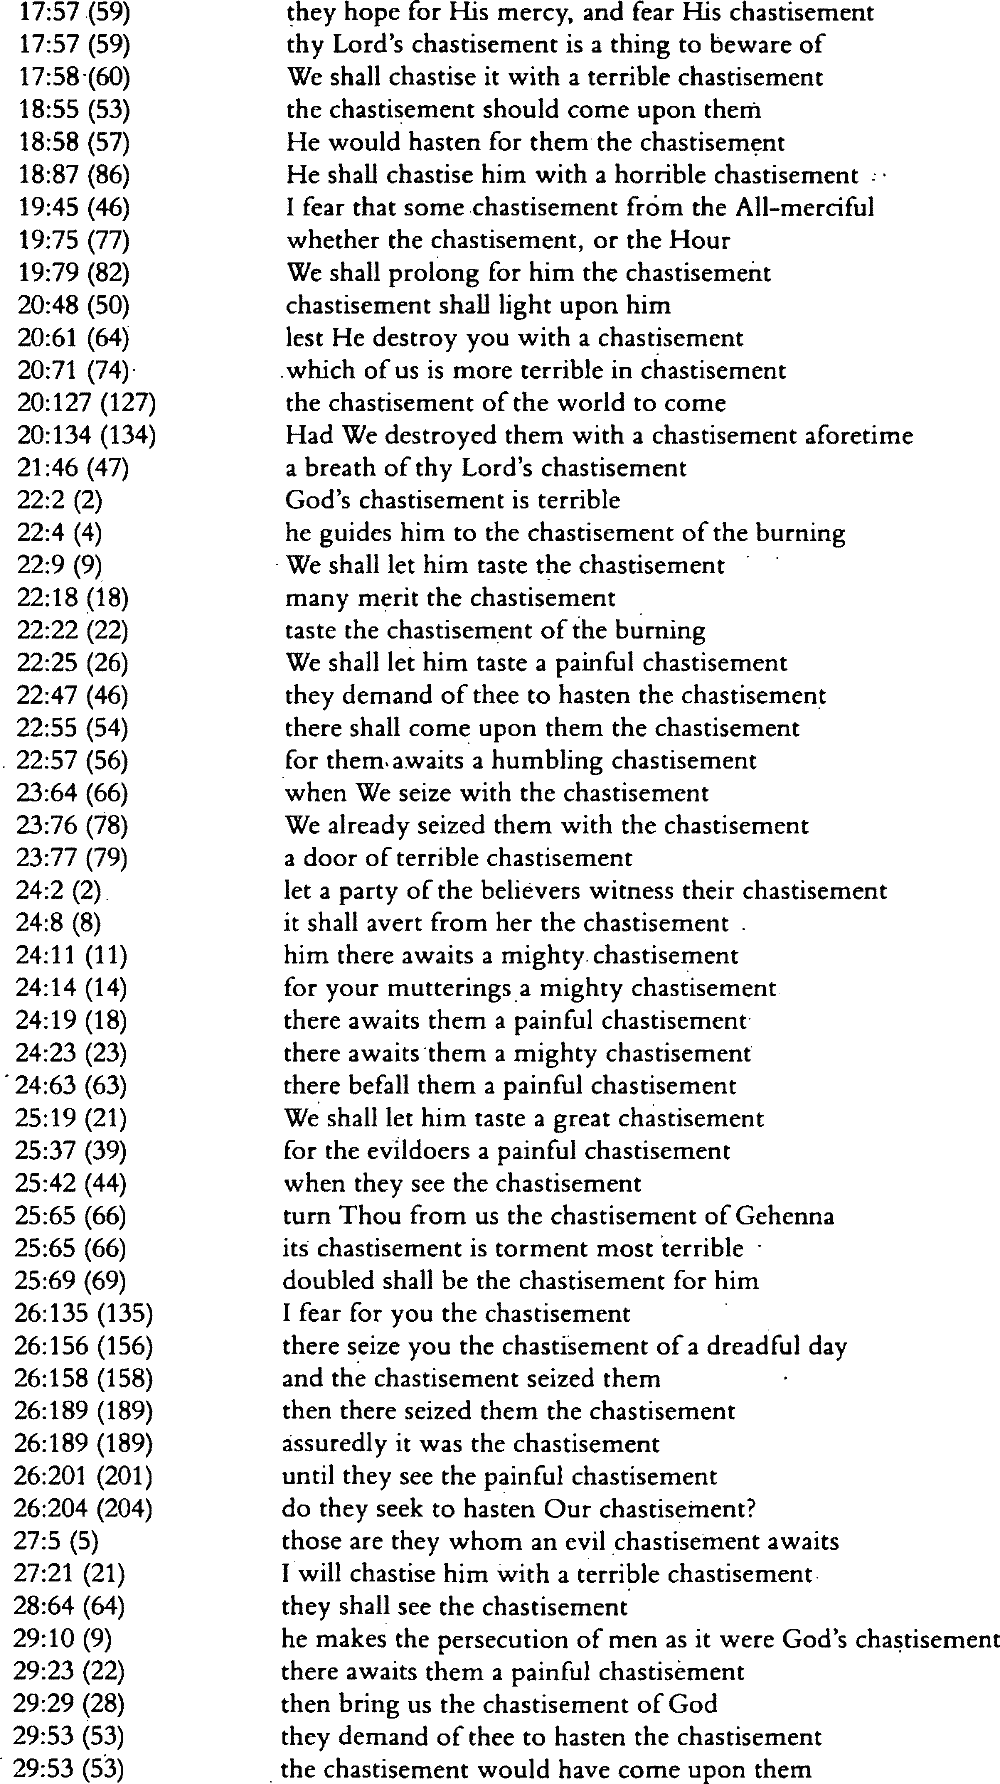 17:57 (59) they hope for His mercy, and fear His chastisement
17:57 (59) thy Lord's chastisement is a thing to beware of
17:58 (60) We shall chastise it with a terrible chastisement
18:55 (53) the chastisement should come upon them
18:58 (57) He would hasten for them the chastisement
18:87 (86) He shall chastise him with a horrible chastisement
19:45 (46) I fear that some chastisement from the All-merciful
19:75 (77) whether the chastisement, or the Hour
19:79 (82) We shall prolong for him the chastisement
20:48 (50) chastisement shall light upon him
20:61 (64) lest He destroy you with a chastisement
20:71 (74) which of us is more terrible in chastisement
20:127 (127) the chastisement of the world to come
20:134 (134) Had We destroyed them with a chastisement aforetime
21:46 (47) a breath of thy Lord's chastisement
22:2 (2) God's chastisement is terrible
22:4 (4) he guides him to the chastisement of the burning
22:9 (9) We shall let him taste the chastisement
22:18 (18) many merit the chastisement
22:22 (22) taste the chastisement of the burning
22:25 (26) We shall let him taste a painful chastisement
22:47 (46) they demand of thee to hasten the chastisement
22:55 (54) there shall come upon them the chastisement
22:57 (56) for them awaits a humbling chastisement
23:64 (66) when We seize with the chastisement
23:76 (78) We already seized them with the chastisement
23:77 (79) a door of terrible chastisement
24:2 (2) let a party of the believers witness their chastisement
24:8 (8) it shall avert from her the chastisement
24:11 (11) him there awaits a mighty chastisement
24:14 (14) for your mutterings a mighty chastisement
24:19 (18) there awaits them a painful chastisement
24:23 (23) there awaits them a mighty chastisement
24:63 (63) there befall them a painful chastisement
25:19 (21) We shall let him taste a great chastisement
25:37 (39) for the evildoers a painful chastisement
25:42 (44) when they see the chastisement
25:65 (66) turn Thou from us the chastisement of Gehenna
25:65 (66) its chastisement is torment most terrible
25:69 (69) doubled shall be the chastisement for him
26:135 (135) I fear for you the chastisement
26:156 (156) there seize you the chastisement of a dreadful day
26:158 (158) and the chastisement seized them
26:189 (189) then there seized them the chastisement
26:189 (189) assuredly it was the chastisement
26:201 (201) until they see the painful chastisement
26:204 (204) do they seek to hasten Our chastisement?
27:5 (5) those are they whom an evil chastisement awaits
27:21 (21) I will chastise him with a terrible chastisement
28:64 (64) they shall see the chastisement
29:10 (9) he makes the persecution of men as it were God's chastisement
29:23 (22) there awaits them a painful chastisement
29:29 (28) then bring us the chastisement of God
29:53 (53) they demand of thee to hasten the chastisement
29:53 (53) the chastisement would have come upon them